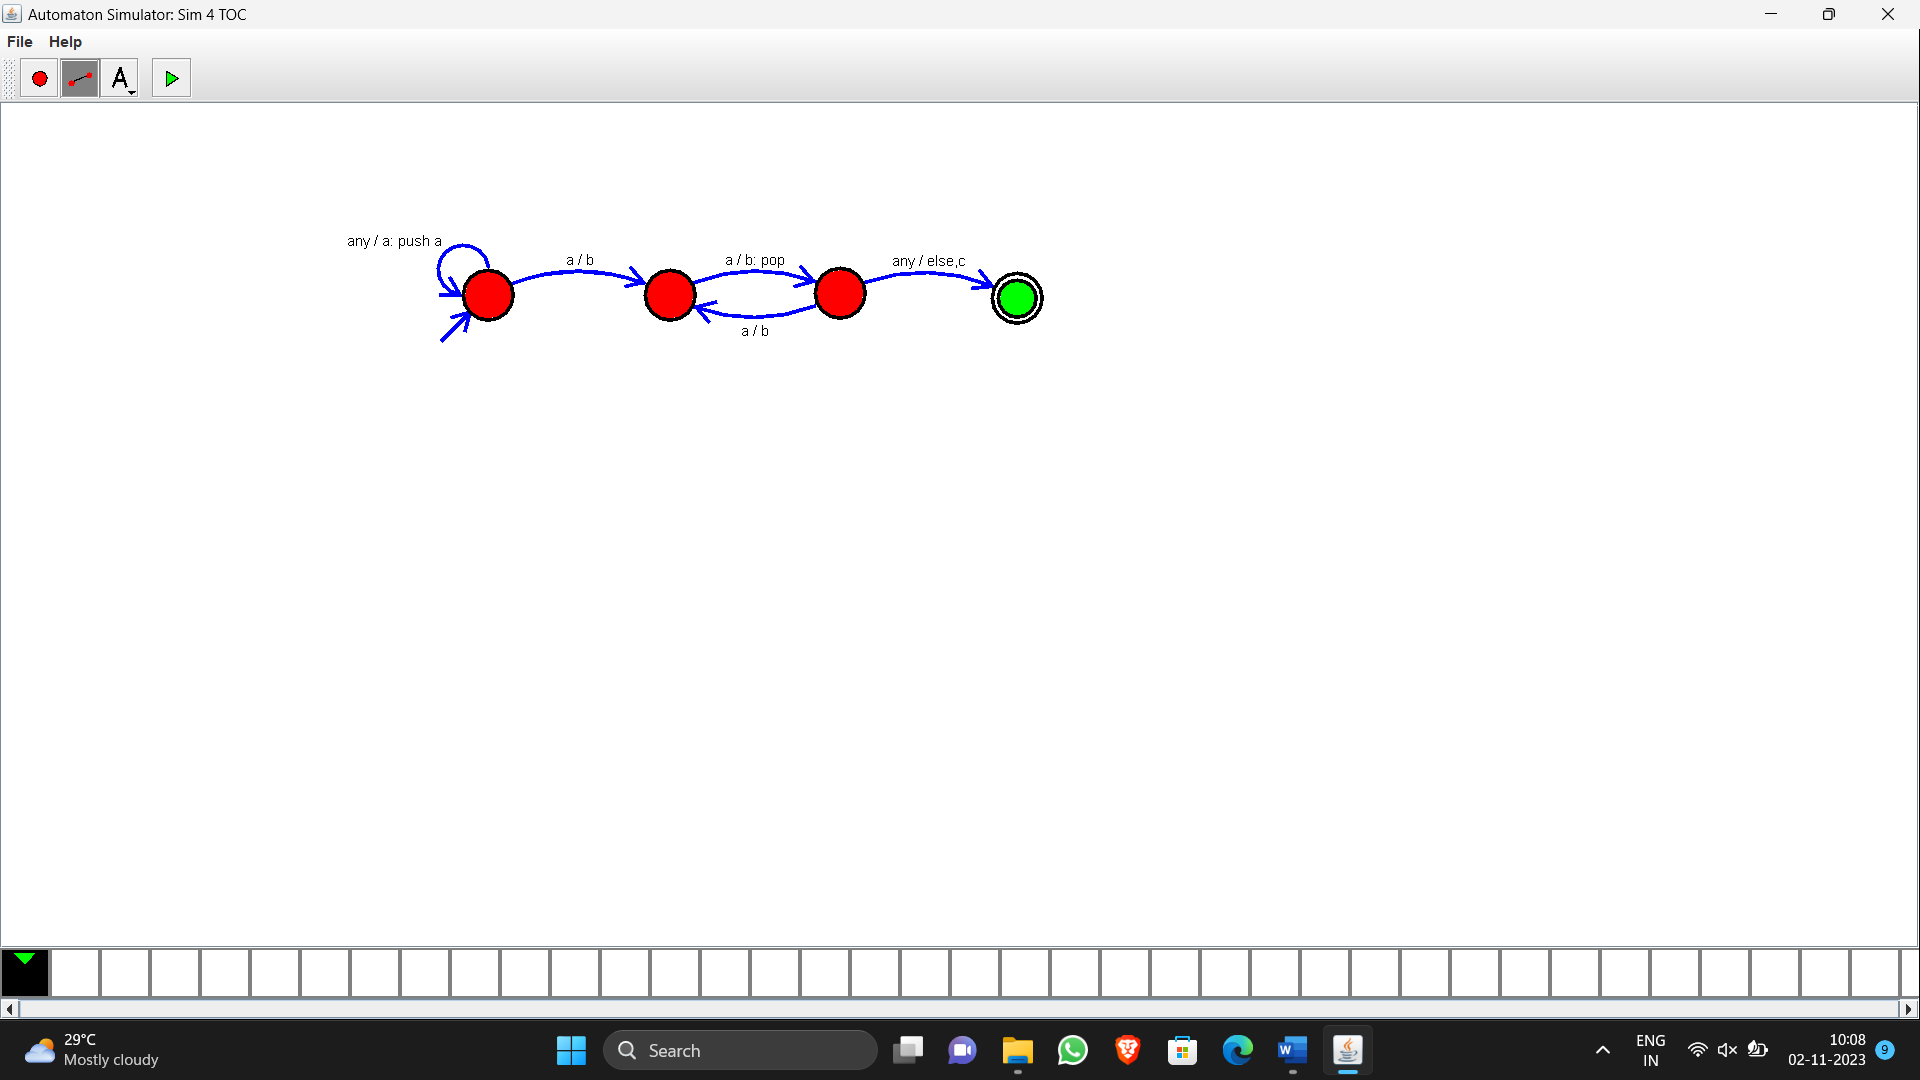 Automaton Simulator: Sim 4 TOC
File Help
A
any / a: push a
a / b
a / b: pop
any / else,c
a / b
29°C
Mostly cloudy
Search
W
ENG
IN
10:08
02-11-2023
9